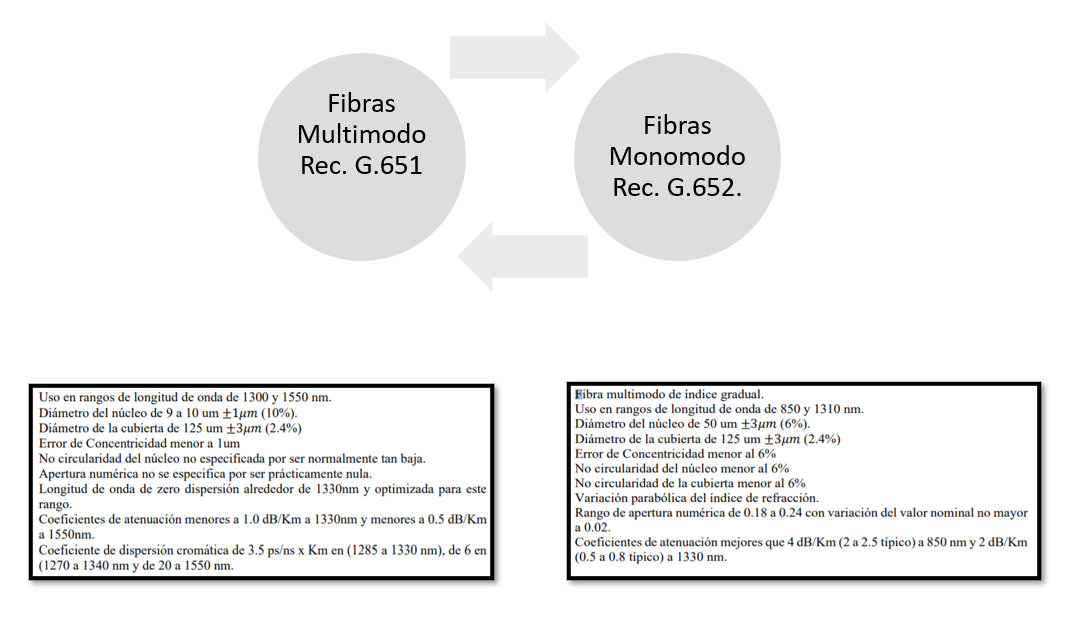 Fibras
Multimodo
Rec. G.651
Fibras
Monomodo
Rec. G.652.
Uso en rangos de longitud de onda de 1300 y 1550 nm.
Diámetro del núcleo de 9 a 10 um ±1μm (10%).
Diámetro de la cubierta de 125 um ±3μm (2.4%)
Error de Concentricidad menor a 1um
No circularidad del núcleo no especificada por ser normalmente tan baja.
Apertura numérica no se especifica por ser prácticamente nula.
Longitud de onda de zero dispersión alrededor de 1330nm y optimizada para este
rango.
Coeficientes de atenuación menores a 1.0 dB/Km a 1330nm y menores a 0.5 dB/Km
a 1550nm.
Coeficiente de dispersión cromática de 3.5 ps/ns x Km en (1285 a 1330 nm), de 6 en
(1270 a 1340 nm y de 20 a 1550 nm.
Fibra multimodo de índice gradual.
Uso en rangos de longitud de onda de 850 y 1310 nm.
Diámetro del núcleo de 50 um ±3μm (6%).
Diámetro de la cubierta de 125 um ±3μm (2.4%)
Error de Concentricidad menor al 6%
No circularidad del núcleo menor al 6%
No circularidad de la cubierta menor al 6%
Variación parabólica del índice de refracción.
Rango de apertura numérica de 0.18 a 0.24 con variación del valor nominal no mayor
a 0.02.
Coeficientes de atenuación mejores que 4 dB/Km (2 a 2.5 típico) a 850 nm y 2 dB/Km
(0.5 a 0.8 típico) a 1330 nm.